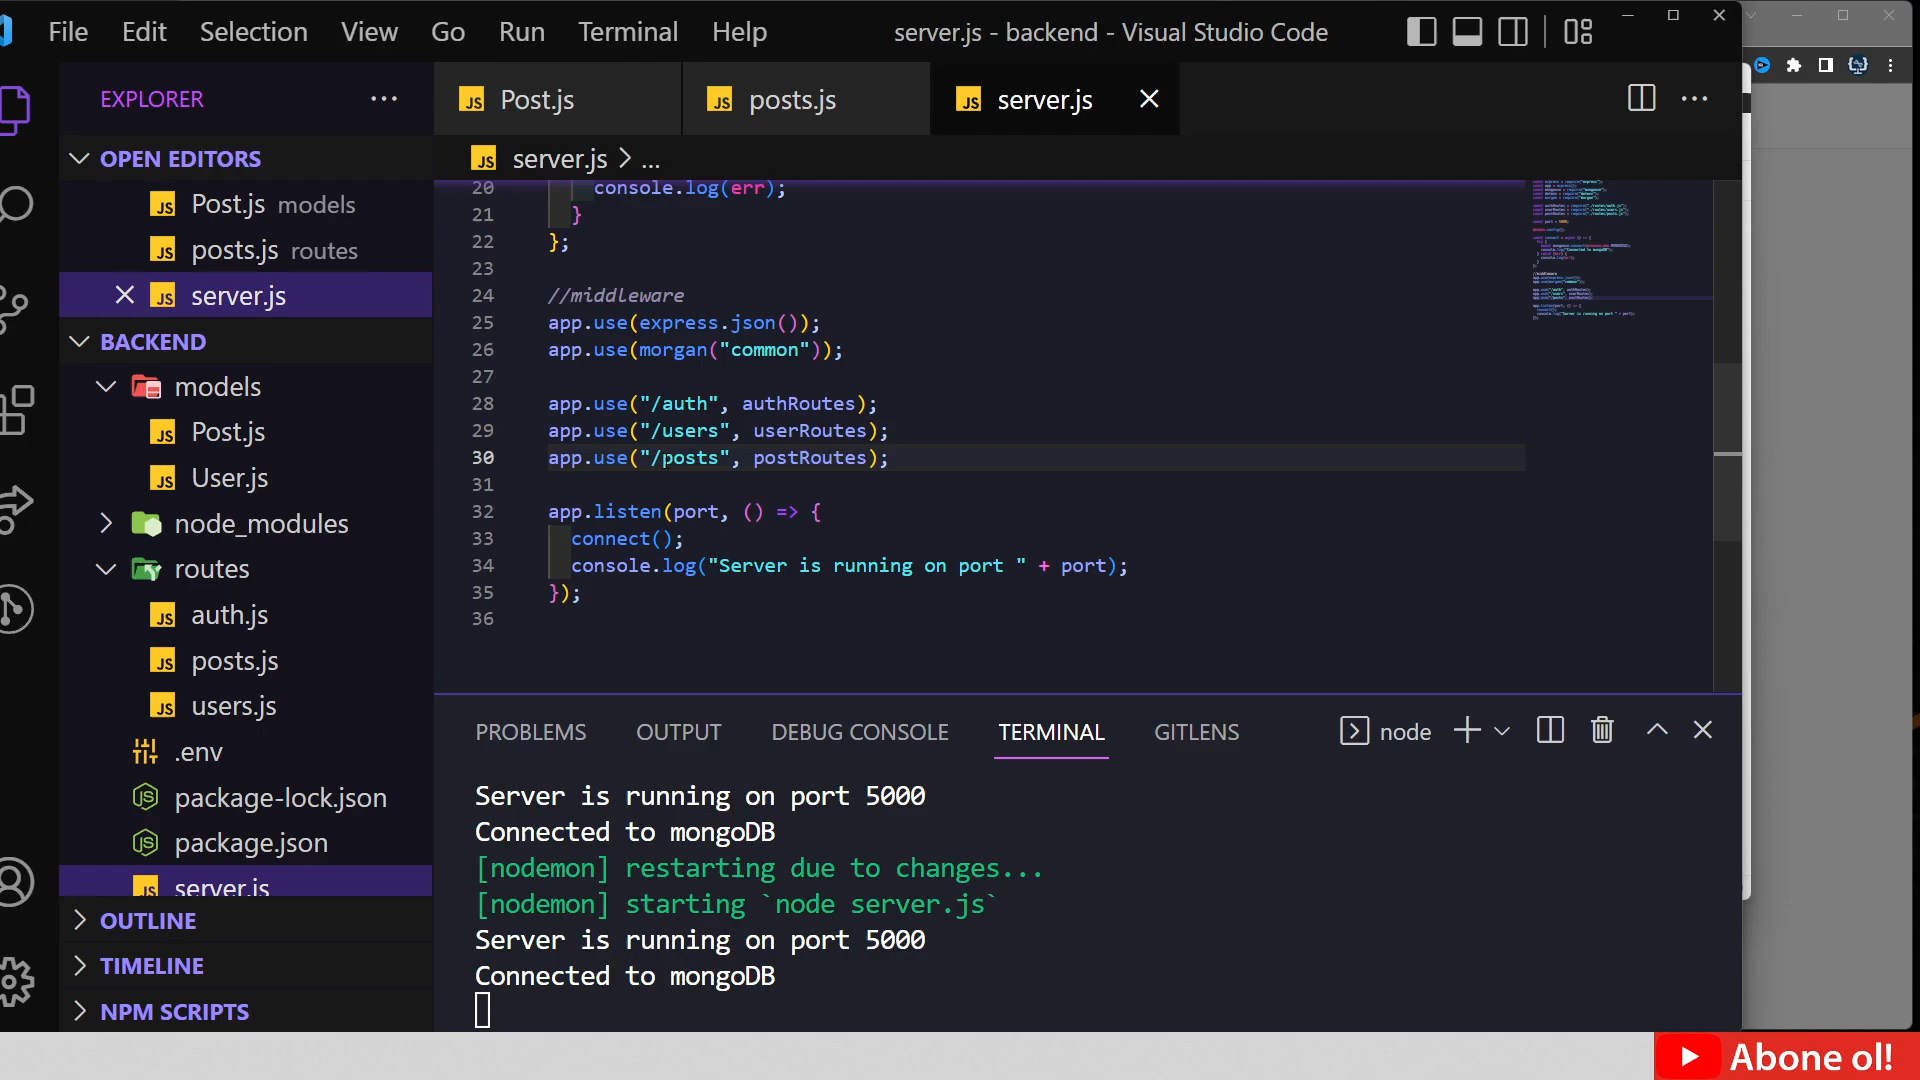 File Edit Selection View Go Run Terminal Help server.js - backend - Visual Studio Code
EXPLORER
Post.js
posts.js
server.js
OPEN EDITORS
Post.js models
posts.js routes
server.js
BACKEND
models
Post.js
User.js
node_modules
routes
auth.js
posts.js
users.js
.env
package-lock.json
package.json
server.js
OUTLINE
TIMELINE
NPM SCRIPTS
server.js > ...
20 console.log(err);
21 }
22 };
23
24 //middleware
25 app.use(express.json());
26 app.use(morgan("common"));
27
28 app.use("/auth", authRoutes);
29 app.use("/users", userRoutes);
30 app.use("/posts", postRoutes);
31
32 app.listen(port, () => {
33 connect();
34 console.log("Server is running on port " + port);
35 });
36
PROBLEMS OUTPUT DEBUG CONSOLE TERMINAL GITLENS node
Server is running on port 5000
Connected to mongoDB
[nodemon] restarting due to changes...
[nodemon] starting `node server.js`
Server is running on port 5000
Connected to mongoDB
Abone ol!